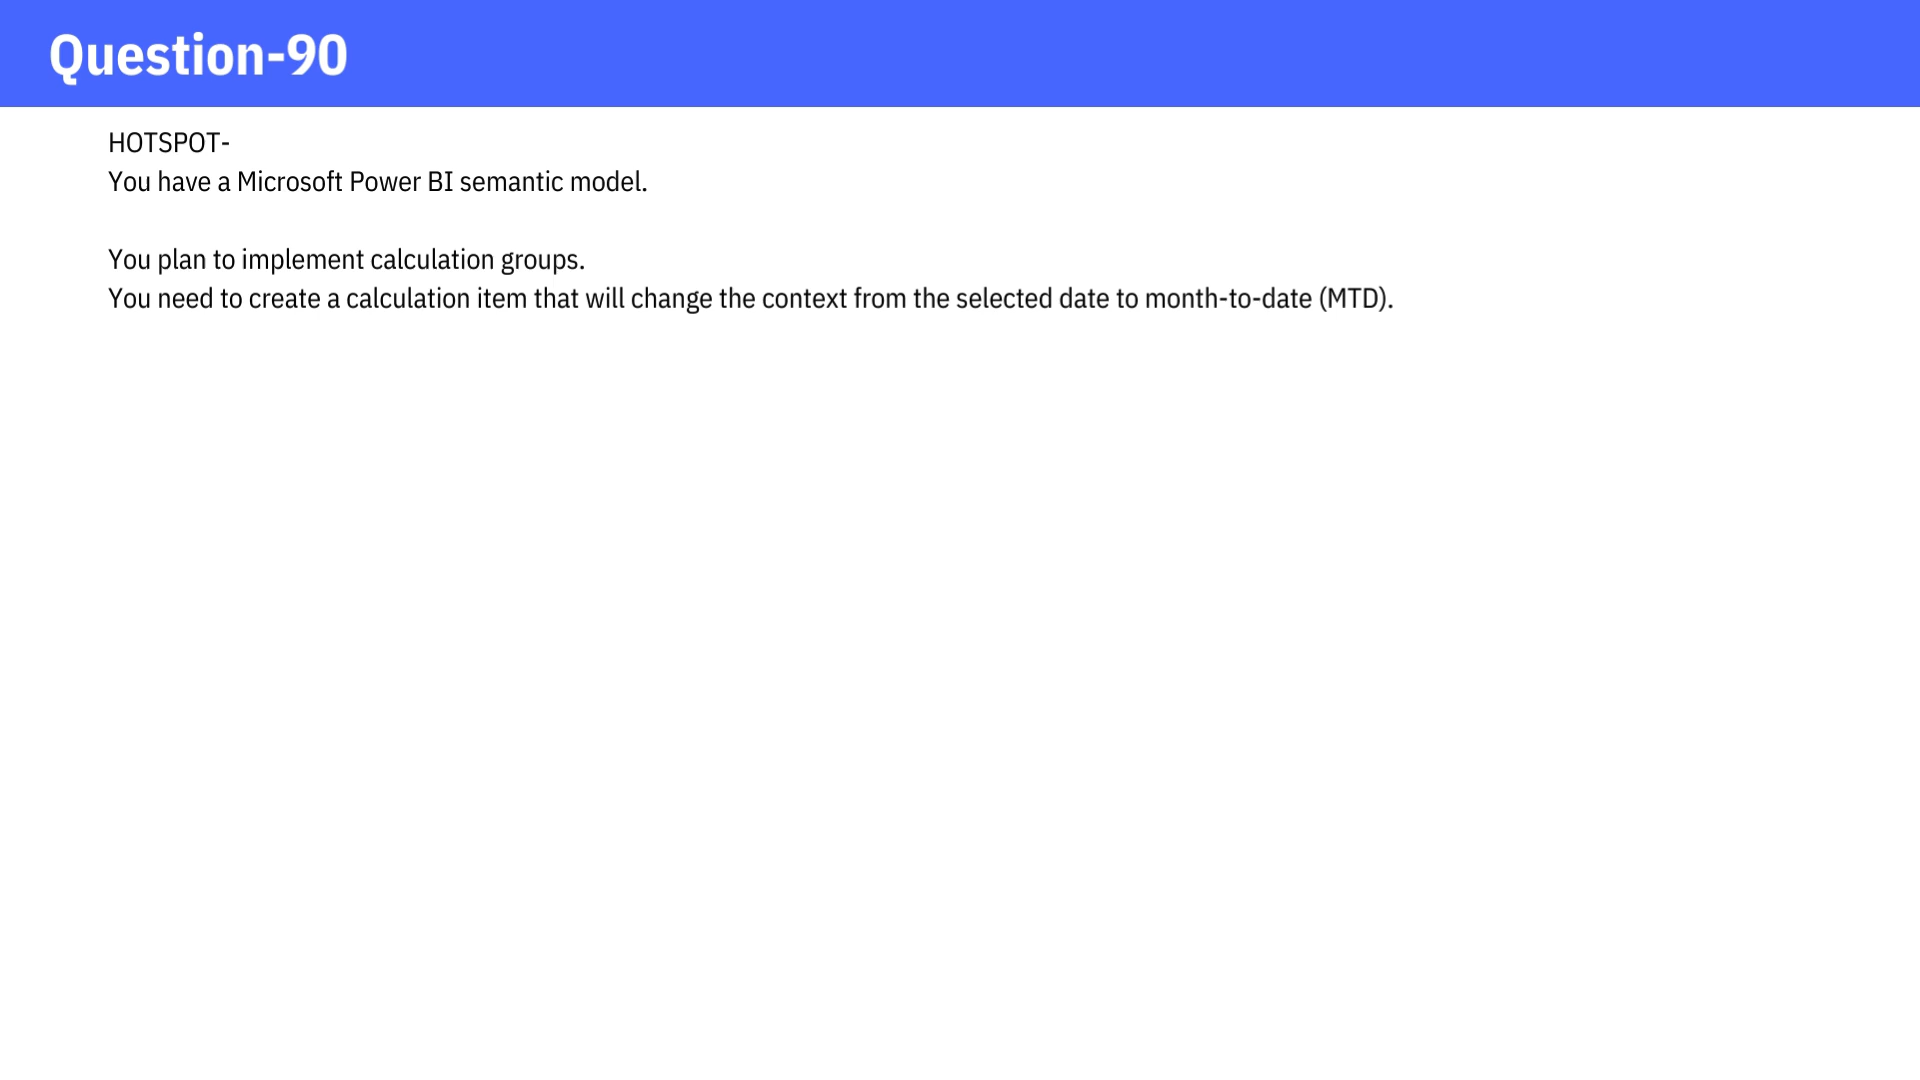 Question-90
HOTSPOT-
You have a Microsoft Power BI semantic model.
You plan to implement calculation groups.
You need to create a calculation item that will change the context from the selected date to month-to-date (MTD).